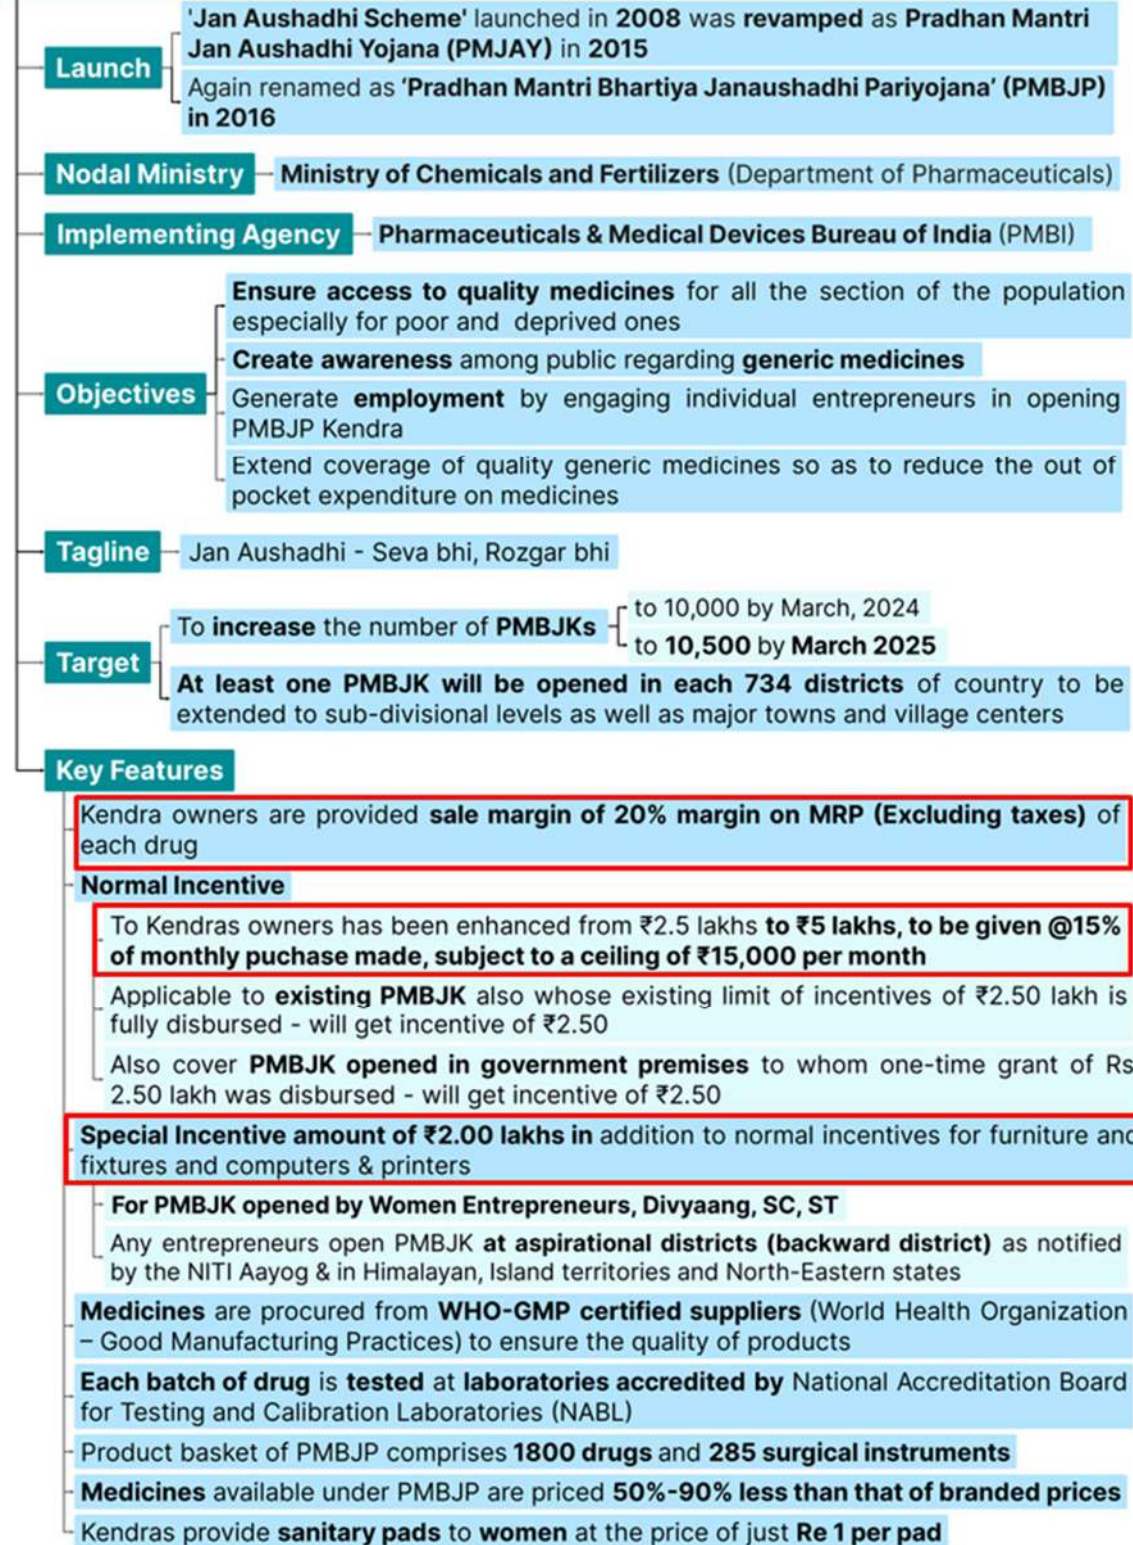 'Jan Aushadhi Scheme' launched in 2008 was revamped as Pradhan Mantri
Jan Aushadhi Yojana (PMJAY) in 2015
Launch
Again renamed as 'Pradhan Mantri Bhartiya Janaushadhi Pariyojana' (PMBJP)
in 2016
Nodal Ministry
Ministry of Chemicals and Fertilizers (Department of Pharmaceuticals)
Implementing Agency
Pharmaceuticals & Medical Devices Bureau of India (PMBI)
Objectives
Ensure access to quality medicines for all the section of the population
especially for poor and deprived ones
Create awareness among public regarding generic medicines
Generate employment by engaging individual entrepreneurs in opening
PMBJP Kendra
Extend coverage of quality generic medicines so as to reduce the out of
pocket expenditure on medicines
Tagline
Jan Aushadhi - Seva bhi, Rozgar bhi
Target
To increase the number of PMBJKs
to 10,000 by March, 2024
to 10,500 by March 2025
At least one PMBJK will be opened in each 734 districts of country to be
extended to sub-divisional levels as well as major towns and village centers
Key Features
Kendra owners are provided sale margin of 20% margin on MRP (Excluding taxes) of
each drug
Normal Incentive
To Kendras owners has been enhanced from ₹2.5 lakhs to ₹5 lakhs, to be given @15%
of monthly puchase made, subject to a ceiling of ₹15,000 per month
Applicable to existing PMBJK also whose existing limit of incentives of ₹2.50 lakh is
fully disbursed - will get incentive of ₹2.50
Also cover PMBJK opened in government premises to whom one-time grant of Rs
2.50 lakh was disbursed - will get incentive of ₹2.50
Special Incentive amount of ₹2.00 lakhs in addition to normal incentives for furniture and
fixtures and computers & printers
For PMBJK opened by Women Entrepreneurs, Divyaang, SC, ST
Any entrepreneurs open PMBJK at aspirational districts (backward district) as notified
by the NITI Aayog & in Himalayan, Island territories and North-Eastern states
Medicines are procured from WHO-GMP certified suppliers (World Health Organization
– Good Manufacturing Practices) to ensure the quality of products
Each batch of drug is tested at laboratories accredited by National Accreditation Board
for Testing and Calibration Laboratories (NABL)
Product basket of PMBJP comprises 1800 drugs and 285 surgical instruments
Medicines available under PMBJP are priced 50%-90% less than that of branded prices
Kendras provide sanitary pads to women at the price of just Re 1 per pad